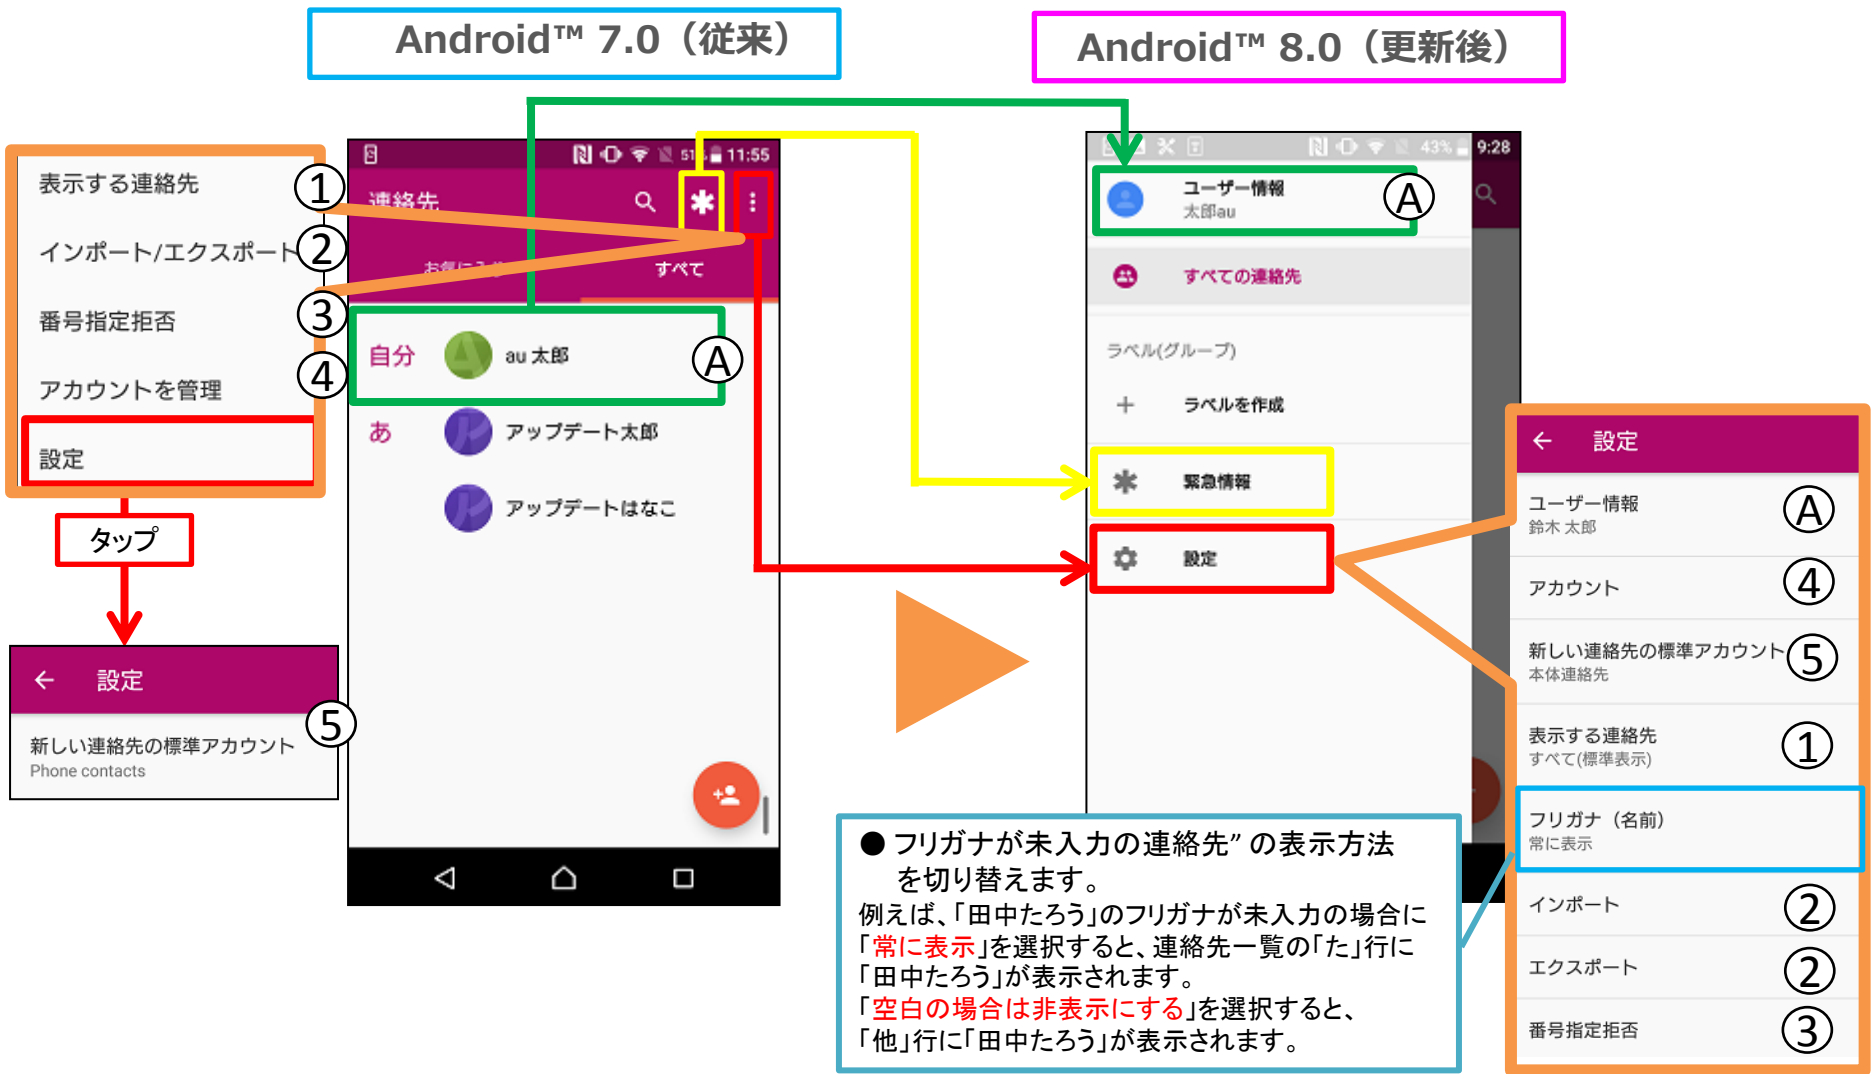 Android™ 7.0（従来）
Android™ 8.0（更新後）
表示する連絡先
①
インポート/エクスポート
②
番号指定拒否
③
アカウントを管理
④
設定
タップ
設定
新しい連絡先の標準アカウント
Phone contacts
⑤
11:55
連絡先
すべて
自分
au 太郎
Ⓐ
あ
アップデート太郎
アップデートはなこ
43%
9:28
ユーザー情報
太郎au
Ⓐ
すべての連絡先
ラベル(グループ)
ラベルを作成
緊急情報
設定
設定
ユーザー情報
鈴木 太郎
Ⓐ
アカウント
④
新しい連絡先の標準アカウント
本体連絡先
⑤
表示する連絡先
すべて(標準表示)
①
フリガナ（名前）
常に表示
インポート
②
エクスポート
②
番号指定拒否
③
● フリガナが未入力の連絡先” の表示方法
を切り替えます。
例えば、「田中たろう」のフリガナが未入力の場合に
「常に表示」を選択すると、連絡先一覧の「た」行に
「田中たろう」が表示されます。
「空白の場合は非表示にする」を選択すると、
「他」行に「田中たろう」が表示されます。